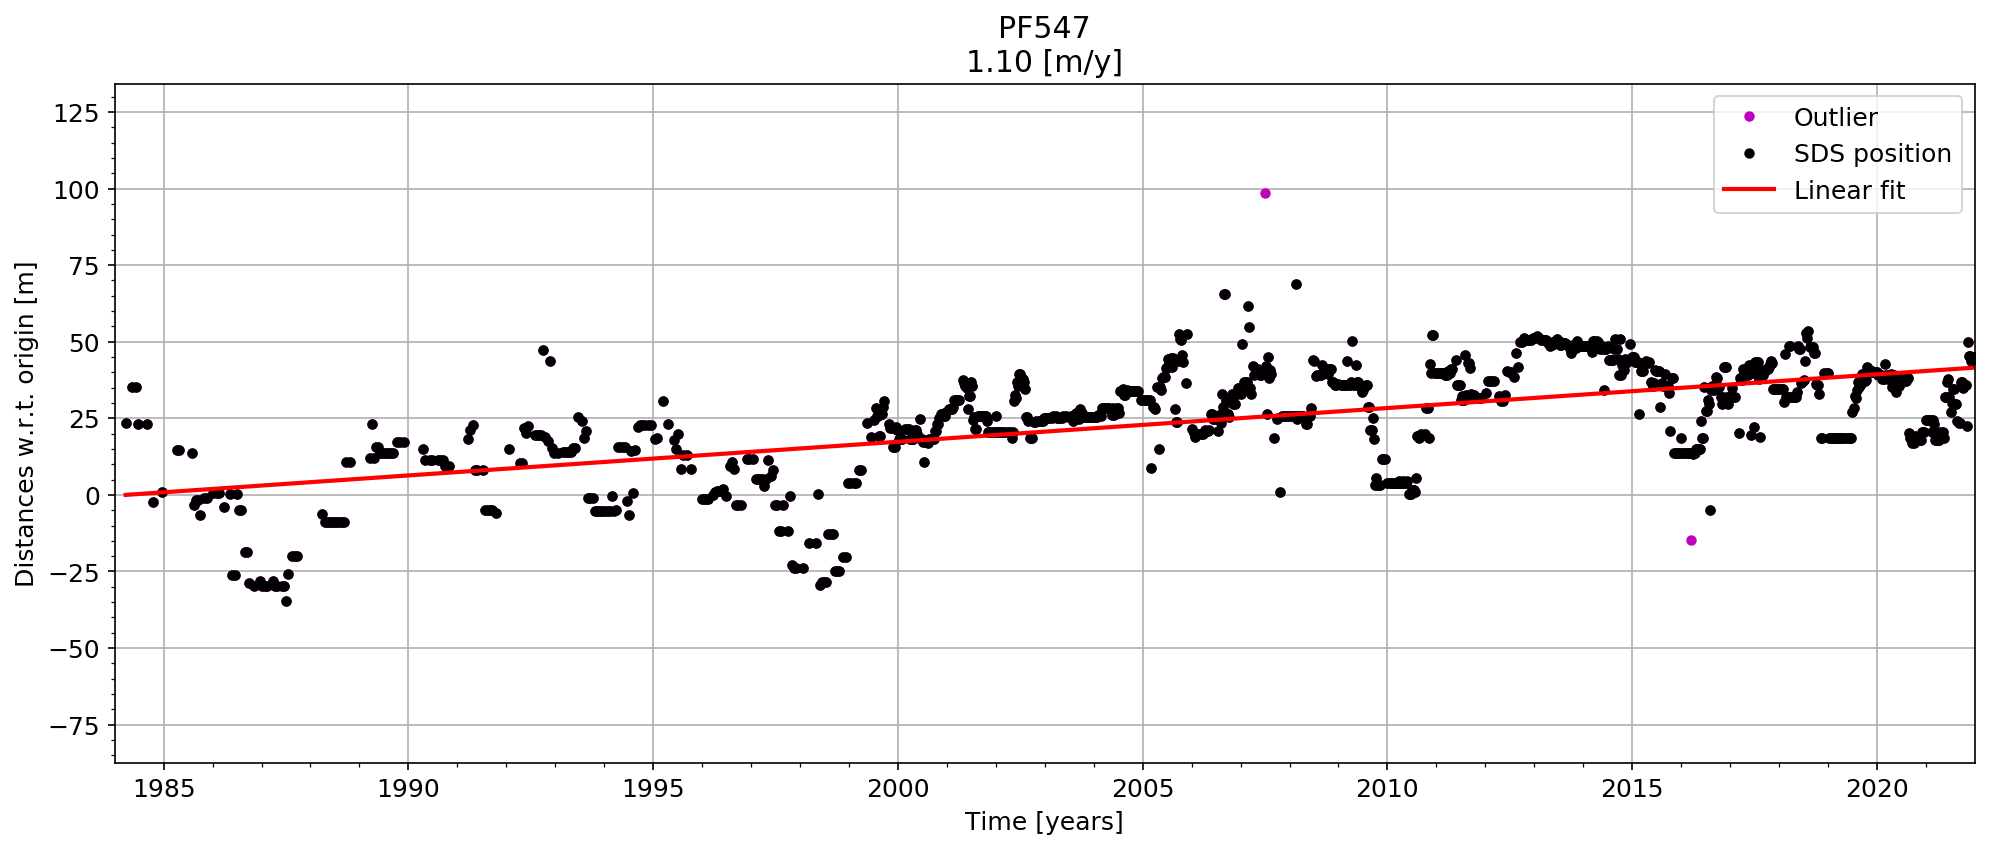 PF547
1.10 [m/y]
Distances w.r.t. origin [m]
125
100
75
50
25
0
−25
−50
−75
Outlier
SDS position
Linear fit
1985 1990 1995 2000 2005 2010 2015 2020
Time [years]